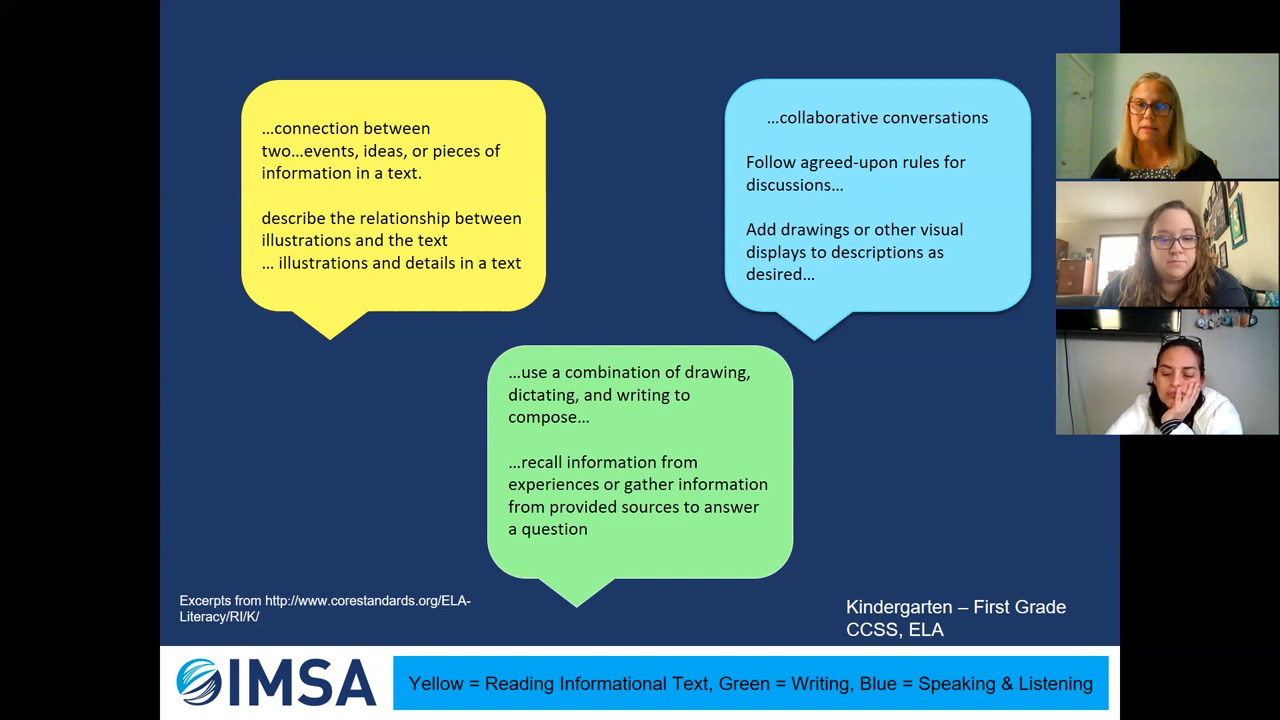 ...connection between
two...events, ideas, or pieces of
information in a text.
describe the relationship between
illustrations and the text
... illustrations and details in a text
...collaborative conversations
Follow agreed-upon rules for
discussions...
Add drawings or other visual
displays to descriptions as
desired...
...use a combination of drawing,
dictating, and writing to
compose...
...recall information from
experiences or gather information
from provided sources to answer
a question
Excerpts from http://www.corestandards.org/ELA-
Literacy/RI/K/
Kindergarten – First Grade
CCSS, ELA
IMSA
Yellow = Reading Informational Text, Green = Writing, Blue = Speaking & Listening